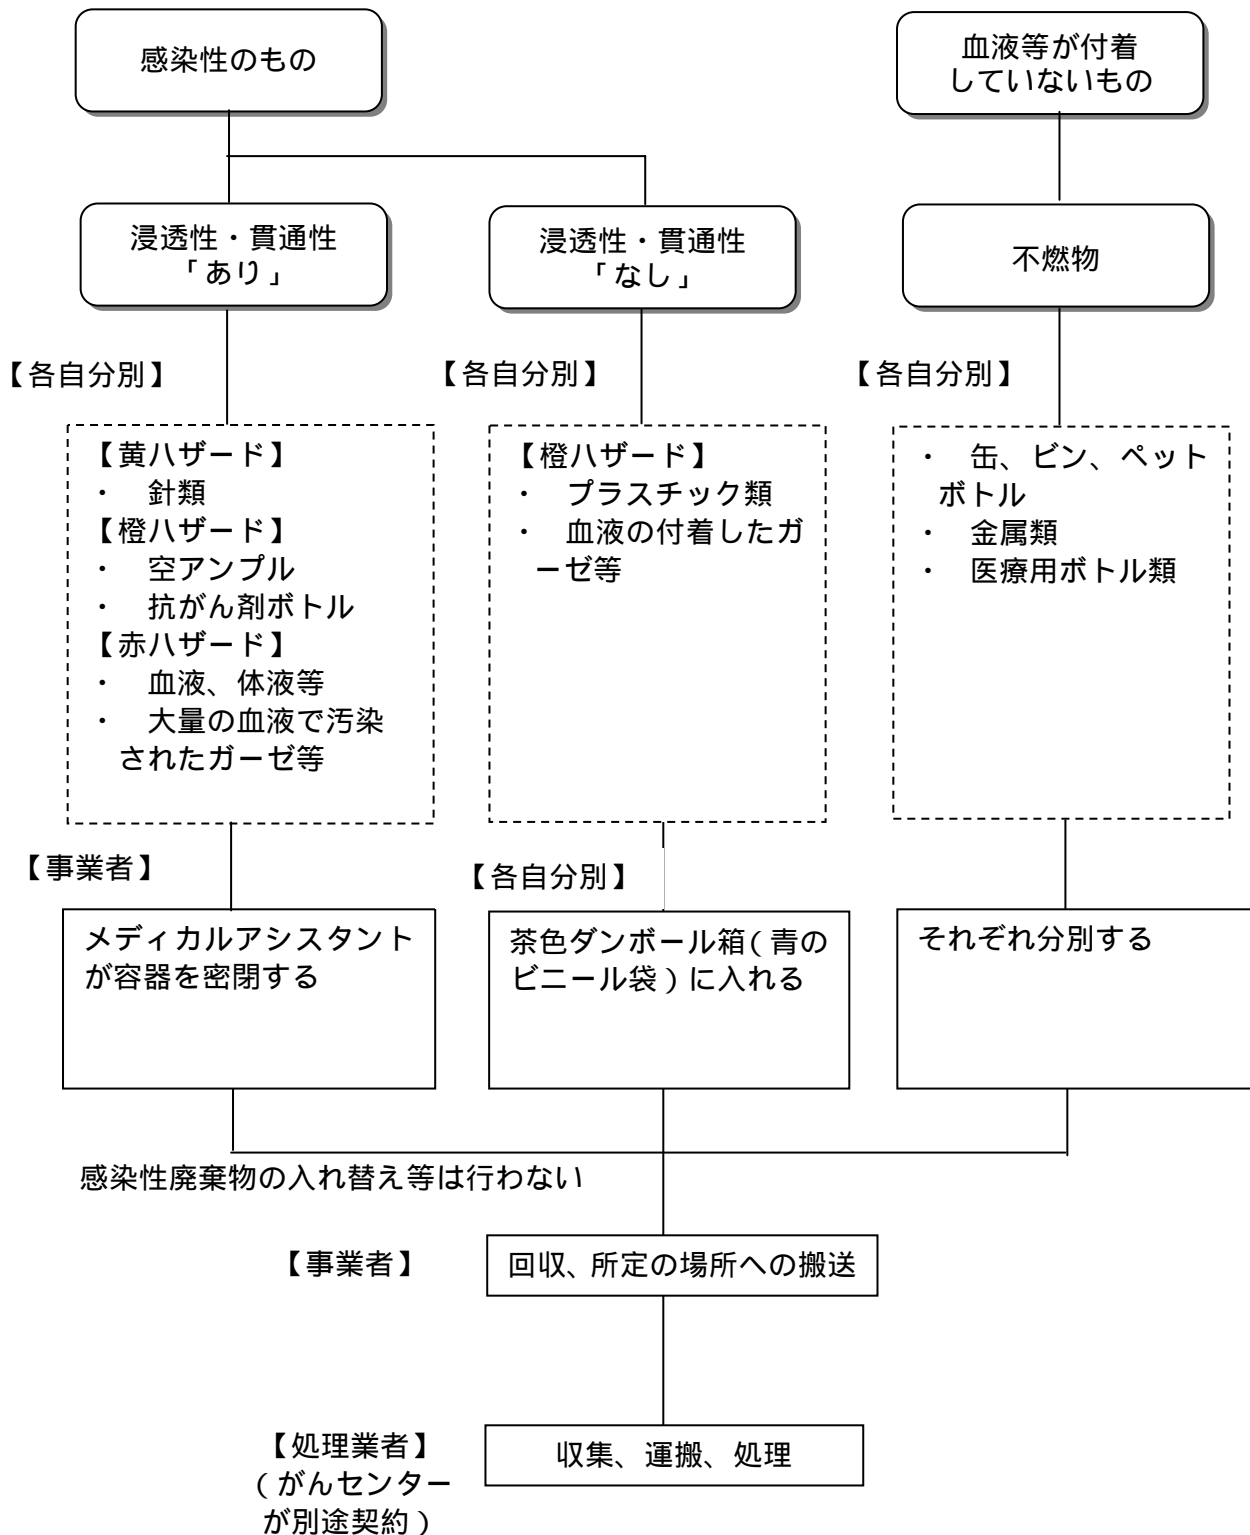 感染性のもの
血液等が付着
していないもの
浸透性・貫通性
「あり」
浸透性・貫通性
「なし」
不燃物
【各自分別】
【各自分別】
【各自分別】
【黄ハザード】
・ 針類
【橙ハザード】
・ 空アンプル
・ 抗がん剤ボトル
【赤ハザード】
・ 血液、体液等
・ 大量の血液で汚染
されたガーゼ等
【橙ハザード】
・ プラスチック類
・ 血液の付着したガ
ーゼ等
・ 缶、ビン、ペット
ボトル
・ 金属類
・ 医療用ボトル類
【事業者】
【各自分別】
メディカルアシスタント
が容器を密閉する
茶色ダンボール箱(青の
ビニール袋)に入れる
それぞれ分別する
感染性廃棄物の入れ替え等は行わない
【事業者】
回収、所定の場所への搬送
【処理業者】
(がんセンター
が別途契約)
収集、運搬、処理